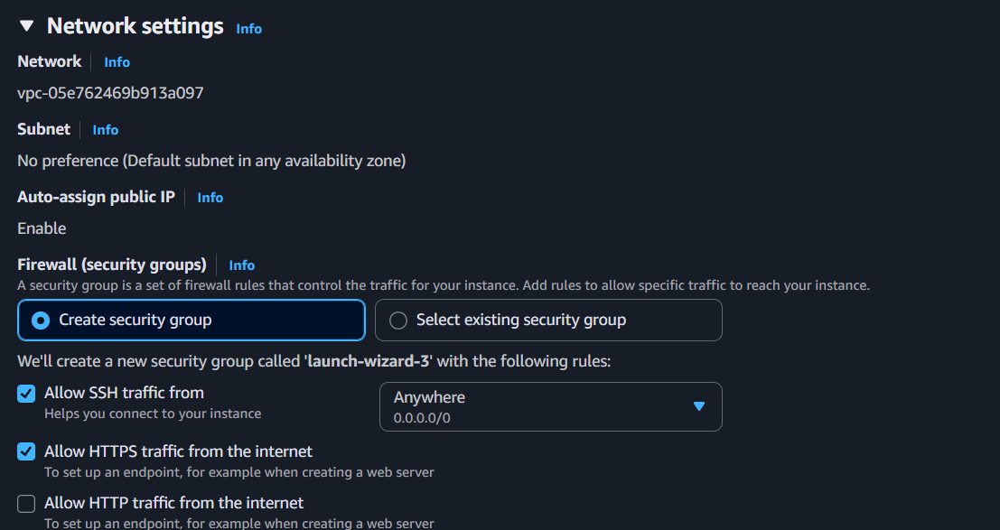 Network settings Info
Network Info
vpc-05e762469b913a097
Subnet Info
No preference (Default subnet in any availability zone)
Auto-assign public IP Info
Enable
Firewall (security groups) Info
A security group is a set of firewall rules that control the traffic for your instance. Add rules to allow specific traffic to reach your instance.
Create security group
Select existing security group
We'll create a new security group called 'launch-wizard-3' with the following rules:
Allow SSH traffic from
Helps you connect to your instance
Anywhere
0.0.0.0/0
Allow HTTPS traffic from the internet
To set up an endpoint, for example when creating a web server
Allow HTTP traffic from the internet
To set up an endpoint, for example when creating a web server